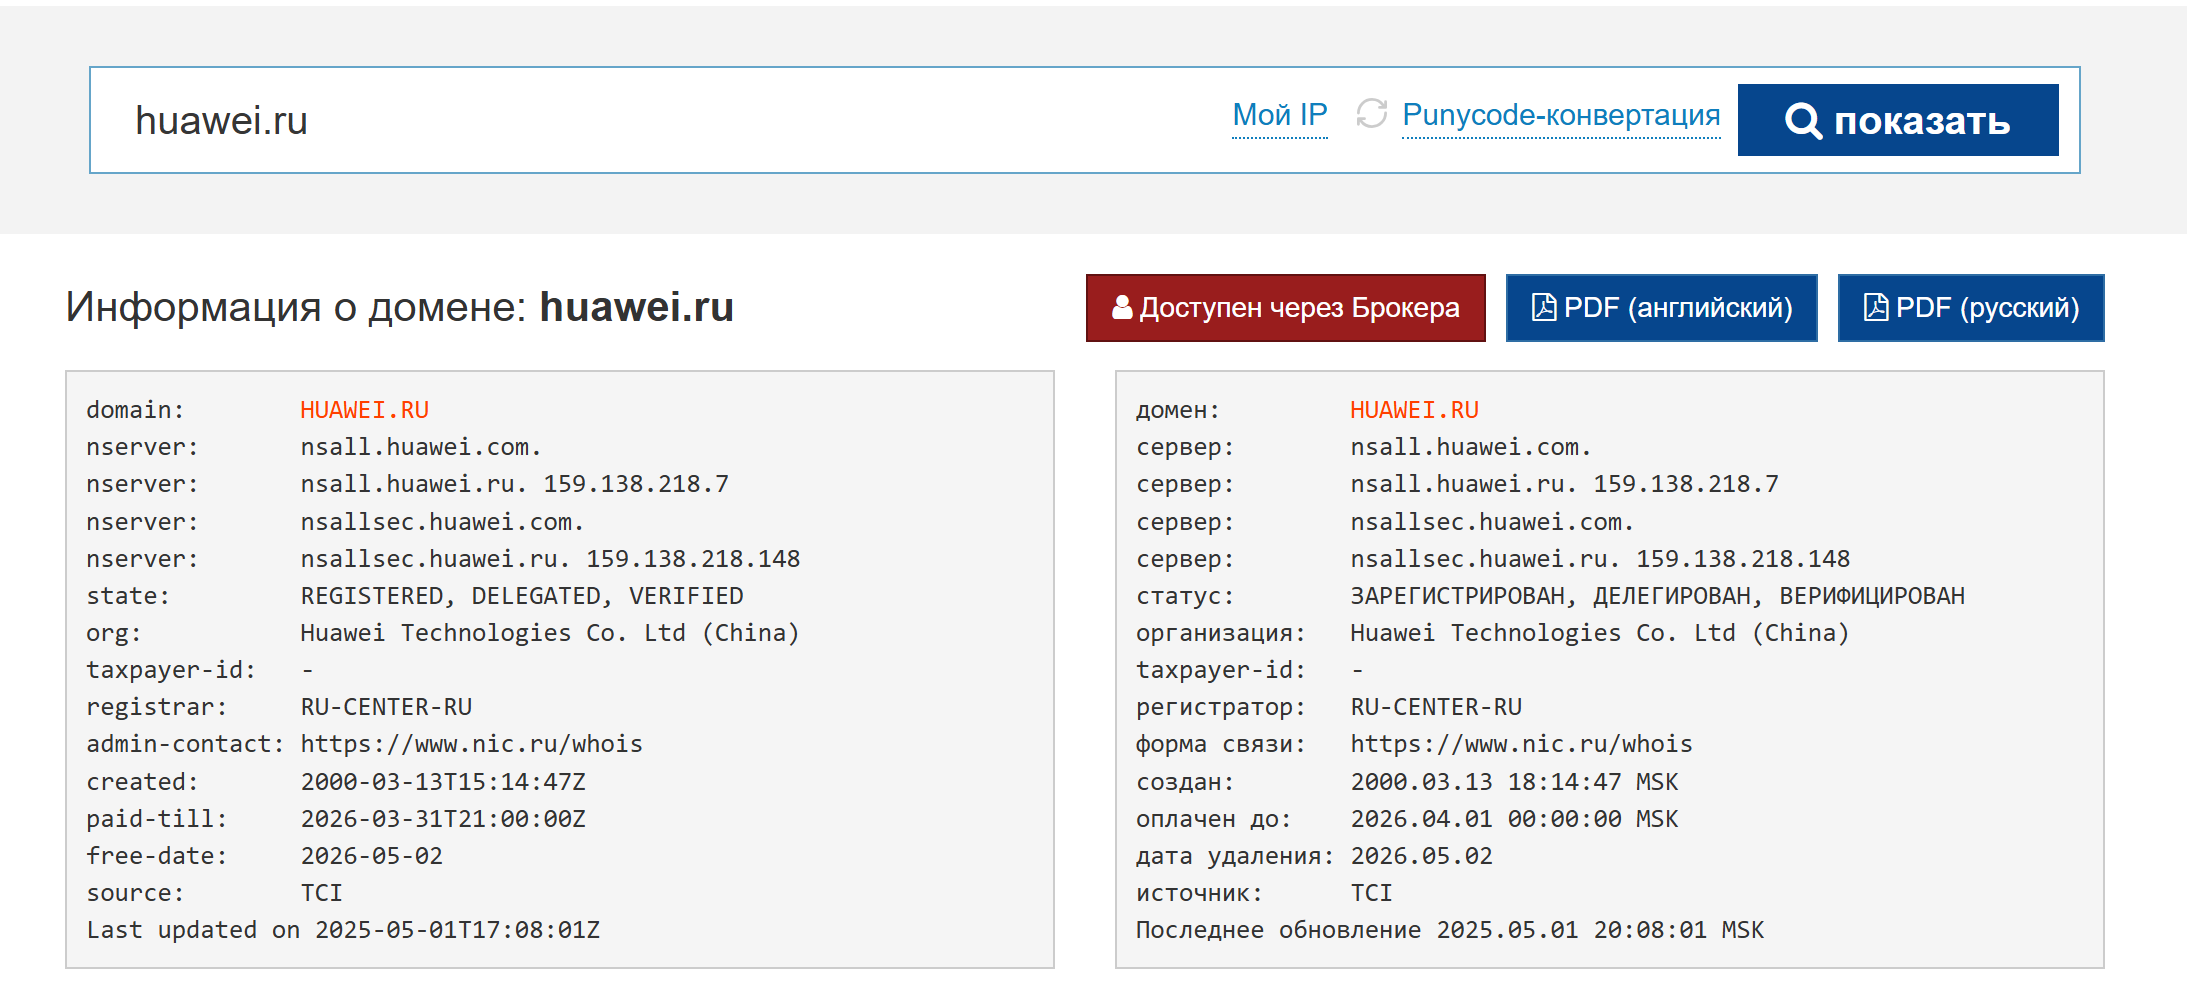 huawei.ru
Мой IP Punycode-конвертация показать
Информация о домене: huawei.ru
Доступен через Брокера PDF (английский) PDF (русский)
domain: HUAWEI.RU
nserver: nsall.huawei.com.
nserver: nsall.huawei.ru. 159.138.218.7
nserver: nsallsec.huawei.com.
nserver: nsallsec.huawei.ru. 159.138.218.148
state: REGISTERED, DELEGATED, VERIFIED
org: Huawei Technologies Co. Ltd (China)
taxpayer-id: -
registrar: RU-CENTER-RU
admin-contact: https://www.nic.ru/whois
created: 2000-03-13T15:14:47Z
paid-till: 2026-03-31T21:00:00Z
free-date: 2026-05-02
source: TCI
Last updated on 2025-05-01T17:08:01Z
домен: HUAWEI.RU
сервер: nsall.huawei.com.
сервер: nsall.huawei.ru. 159.138.218.7
сервер: nsallsec.huawei.com.
сервер: nsallsec.huawei.ru. 159.138.218.148
статус: ЗАРЕГИСТРИРОВАН, ДЕЛЕГИРОВАН, ВЕРИФИЦИРОВАН
организация: Huawei Technologies Co. Ltd (China)
taxpayer-id: -
регистратор: RU-CENTER-RU
форма связи: https://www.nic.ru/whois
создан: 2000.03.13 18:14:47 MSK
оплачен до: 2026.04.01 00:00:00 MSK
дата удаления: 2026.05.02
источник: TCI
Последнее обновление 2025.05.01 20:08:01 MSK